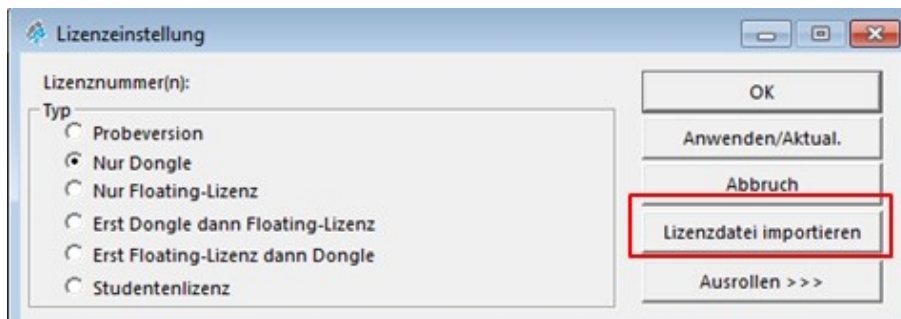 Lizenzeinstellung
Lizenznummer(n):
Typ
Probeversion
Nur Dongle
Nur Floating-Lizenz
Erst Dongle dann Floating-Lizenz
Erst Floating-Lizenz dann Dongle
Studentenlizenz
OK
Anwenden/Aktual.
Abbruch
Lizenzdatei importieren
Ausrollen >>>